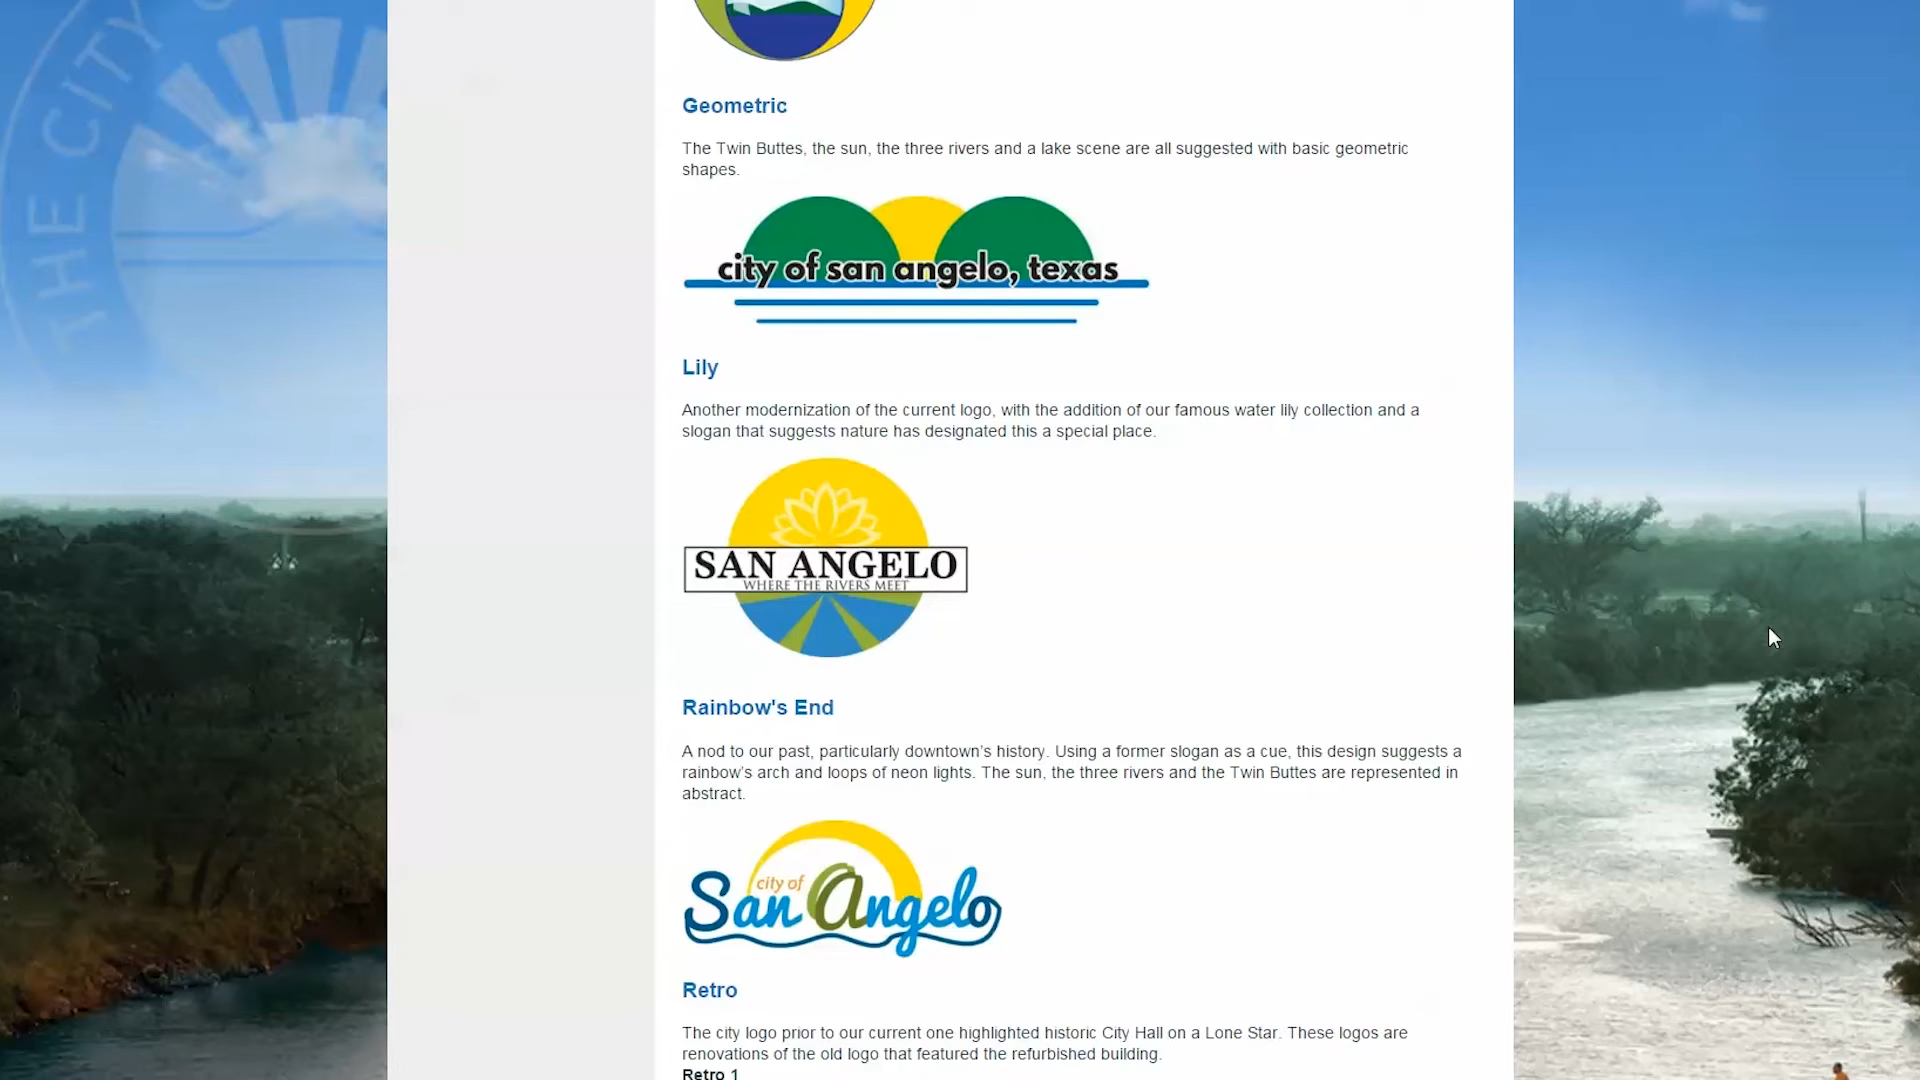 THE CITY
Geometric
The Twin Buttes, the sun, the three rivers and a lake scene are all suggested with basic geometric
shapes.
city of san angelo, texas
Lily
Another modernization of the current logo, with the addition of our famous water lily collection and a
slogan that suggests nature has designated this a special place.
SAN ANGELO
WHERE THE RIVERS MEET
Rainbow's End
A nod to our past, particularly downtown’s history. Using a former slogan as a cue, this design suggests a
rainbow’s arch and loops of neon lights. The sun, the three rivers and the Twin Buttes are represented in
abstract.
city of
San Angelo
Retro
The city logo prior to our current one highlighted historic City Hall on a Lone Star. These logos are
renovations of the old logo that featured the refurbished building.
Retro 1